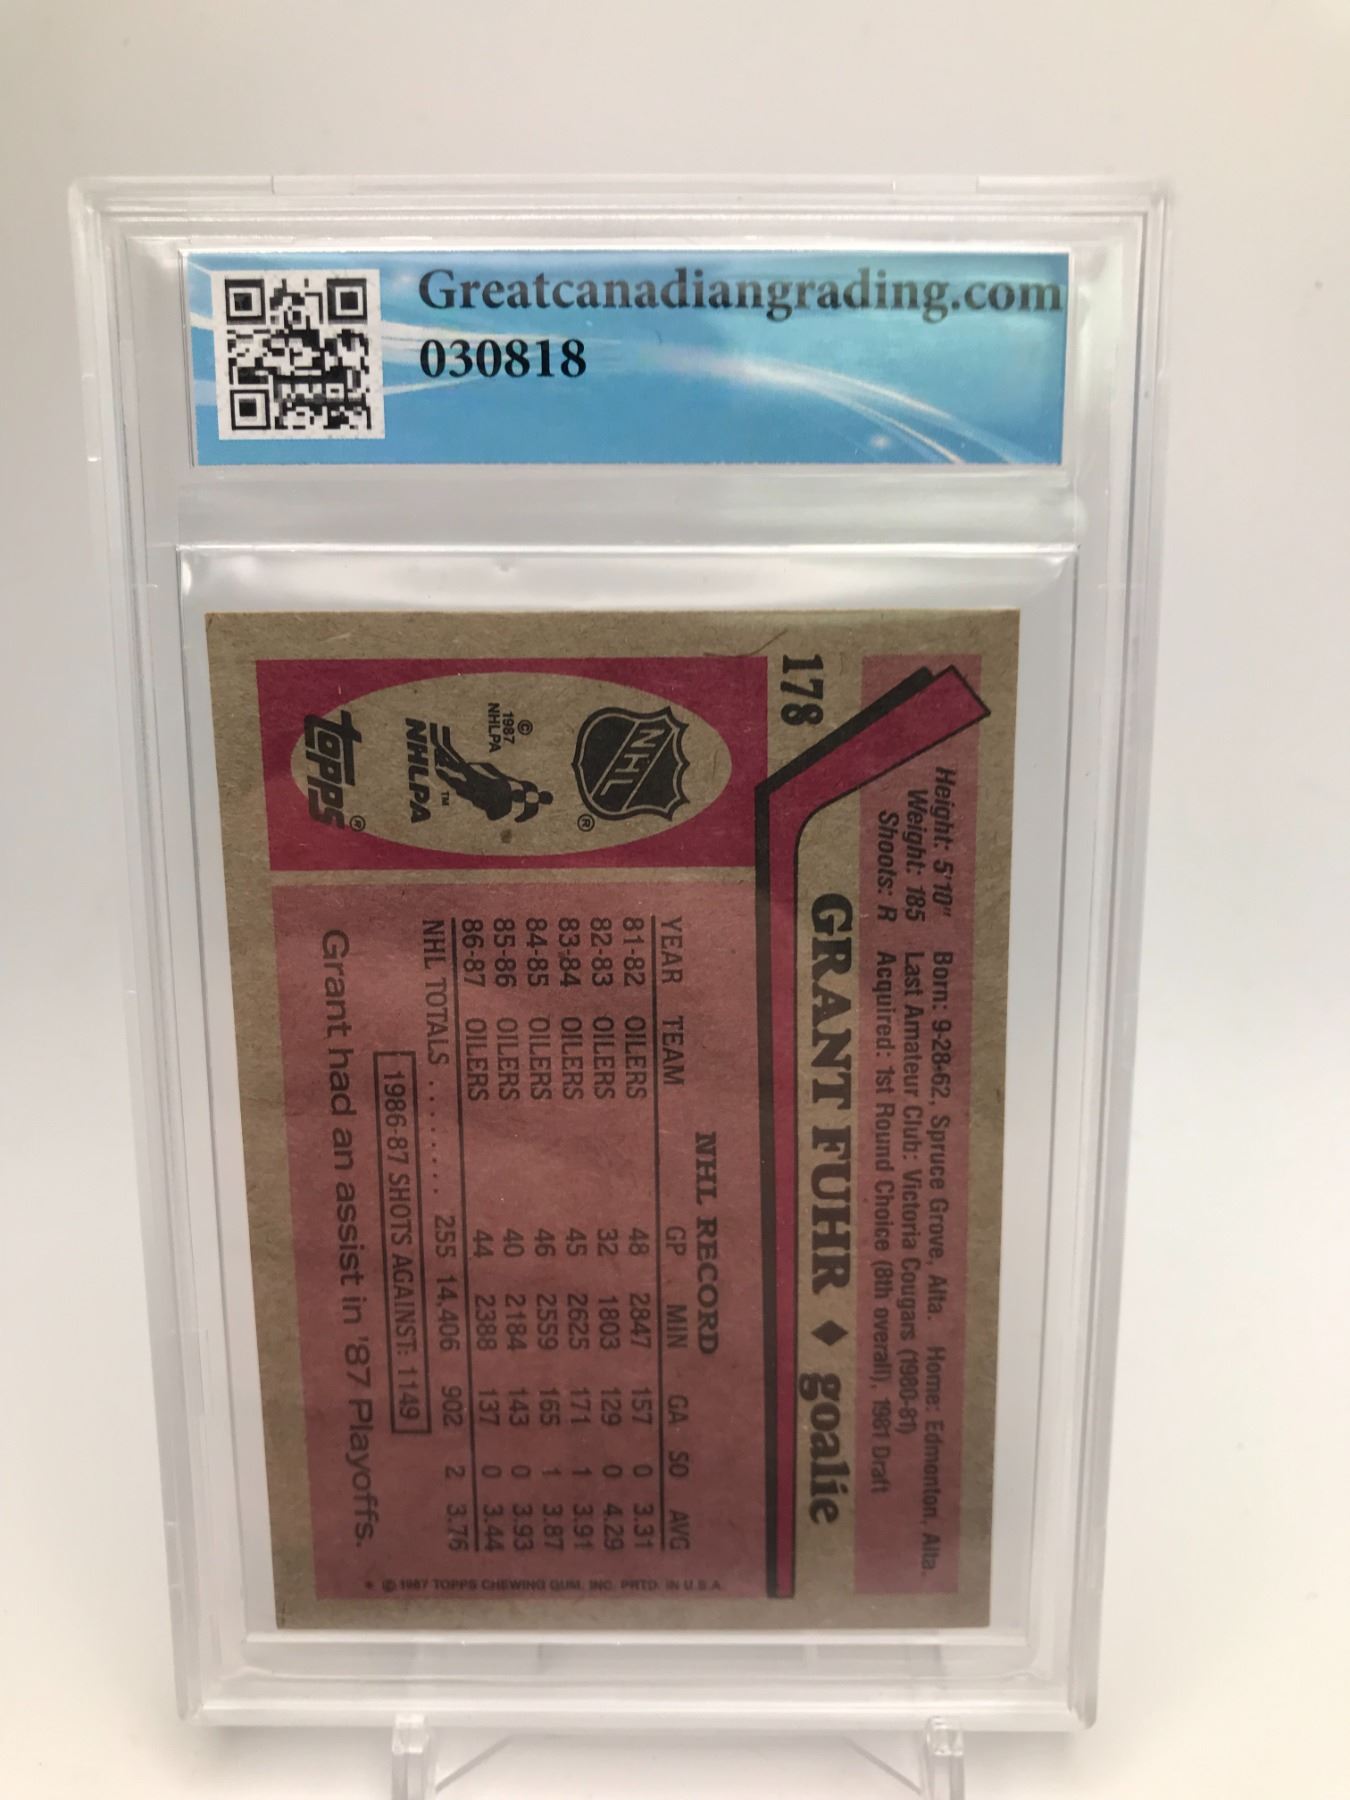 Greatcanadiangrading.com
030818
178
Height: 5'10" Born: 9-28-62, Spruce Grove, Alta. Home: Edmonton, Alta.
Weight: 185 Last Amateur Club: Victoria Cougars (1980-81)
Shoots: R Acquired: 1st Round Choice (8th overall), 1981 Draft
GRANT FUHR ♦ goalie
NHL
®
© 1987
NHLPA
TM
NHLPA
TOPPS®
NHL RECORD
YEAR TEAM GP MIN GA SO AVG
81-82 OILERS 48 2847 157 0 3.31
82-83 OILERS 32 1803 129 0 4.29
83-84 OILERS 45 2625 171 1 3.91
84-85 OILERS 46 2559 165 1 3.87
85-86 OILERS 40 2184 143 0 3.93
86-87 OILERS 44 2388 137 0 3.44
NHL TOTALS ........ 255 14,406 902 2 3.76
1986-87 SHOTS AGAINST: 1149
Grant had an assist in '87 Playoffs.
* © 1987 TOPPS CHEWING GUM, INC. PRTD. IN U.S.A.